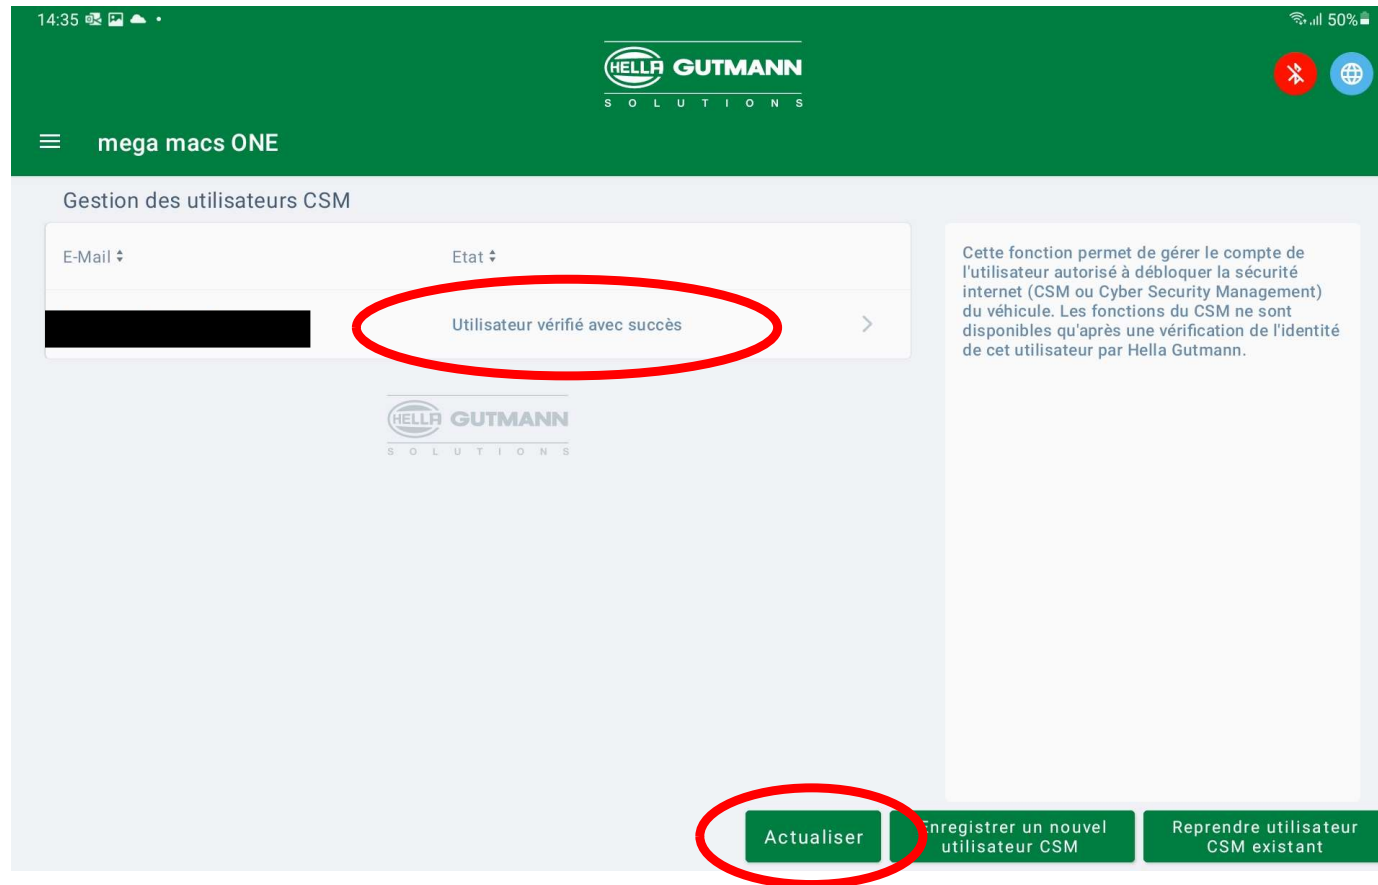 14:35
50%
HELLA GUTMANN
SOLUTIONS
mega macs ONE
Gestion des utilisateurs CSM
E-Mail
Etat
Utilisateur vérifié avec succès
Cette fonction permet de gérer le compte de
l'utilisateur autorisé à débloquer la sécurité
internet (CSM ou Cyber Security Management)
du véhicule. Les fonctions du CSM ne sont
disponibles qu'après une vérification de l'identité
de cet utilisateur par Hella Gutmann.
HELLA GUTMANN
SOLUTIONS
Actualiser
Enregistrer un nouvel
utilisateur CSM
Reprendre utilisateur
CSM existant